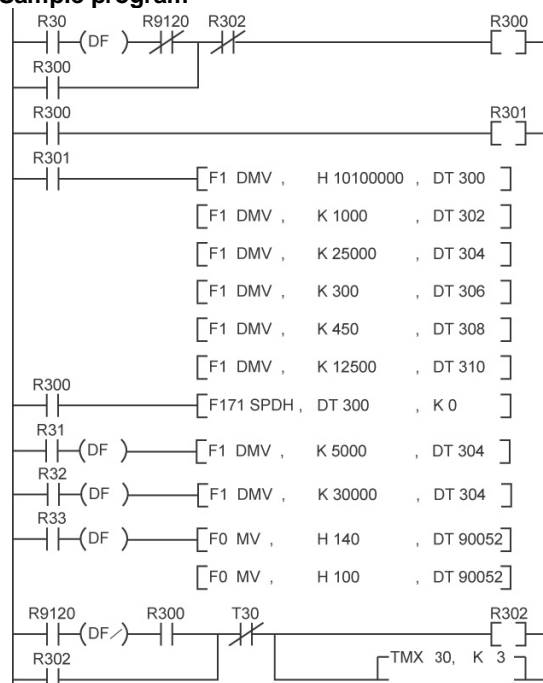 Sample program
R30 R9120 R302 R300
(DF )
R300
R300 R301
R301
F1 DMV , H 10100000 , DT 300
F1 DMV , K 1000 , DT 302
F1 DMV , K 25000 , DT 304
F1 DMV , K 300 , DT 306
F1 DMV , K 450 , DT 308
F1 DMV , K 12500 , DT 310
R300
F171 SPDH , DT 300 , K 0
R31
(DF ) F1 DMV , K 5000 , DT 304
R32
(DF ) F1 DMV , K 30000 , DT 304
R33
(DF ) F0 MV , H 140 , DT 90052
F0 MV , H 100 , DT 90052
R9120 R300 T30 R302
(DF/)
R302
TMX 30, K 3